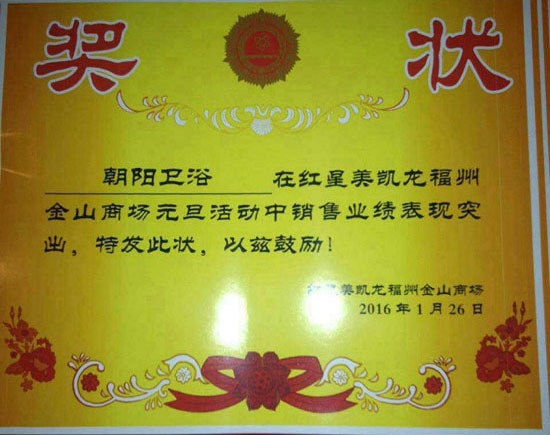 奖状
朝阳卫浴 在红星美凯龙福州
金山商场元旦活动中销售业绩表现突
出，特发此状，以兹鼓励！
红星美凯龙福州金山商场
2016 年 1 月 26 日